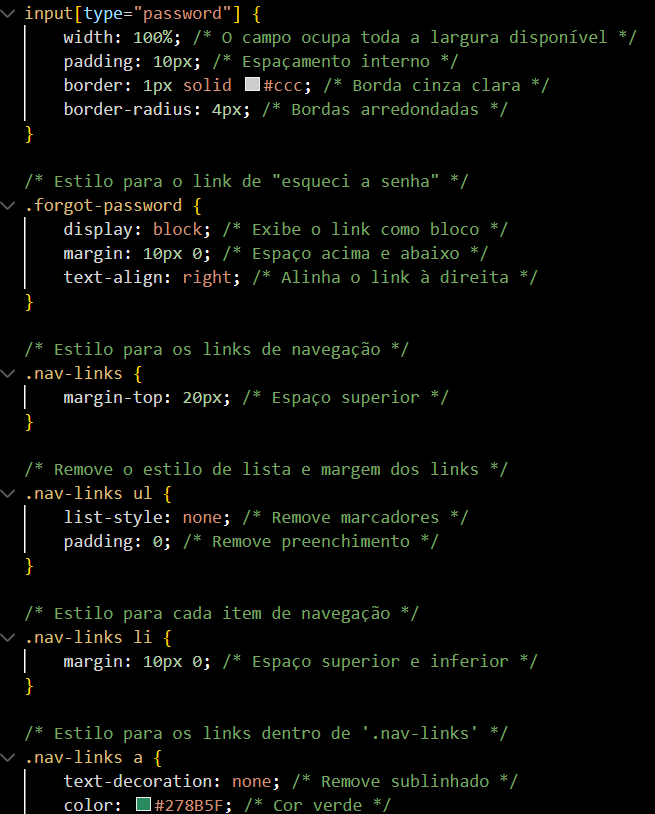 input[type="password"] {
    width: 100%; /* O campo ocupa toda a largura disponível */
    padding: 10px; /* Espaçamento interno */
    border: 1px solid #ccc; /* Borda cinza clara */
    border-radius: 4px; /* Bordas arredondadas */
}

/* Estilo para o link de "esqueci a senha" */
.forgot-password {
    display: block; /* Exibe o link como bloco */
    margin: 10px 0; /* Espaço acima e abaixo */
    text-align: right; /* Alinha o link à direita */
}

/* Estilo para os links de navegação */
.nav-links {
    margin-top: 20px; /* Espaço superior */
}

/* Remove o estilo de lista e margem dos links */
.nav-links ul {
    list-style: none; /* Remove marcadores */
    padding: 0; /* Remove preenchimento */
}

/* Estilo para cada item de navegação */
.nav-links li {
    margin: 10px 0; /* Espaço superior e inferior */
}

/* Estilo para os links dentro de '.nav-links' */
.nav-links a {
    text-decoration: none; /* Remove sublinhado */
    color: #278B5F; /* Cor verde */